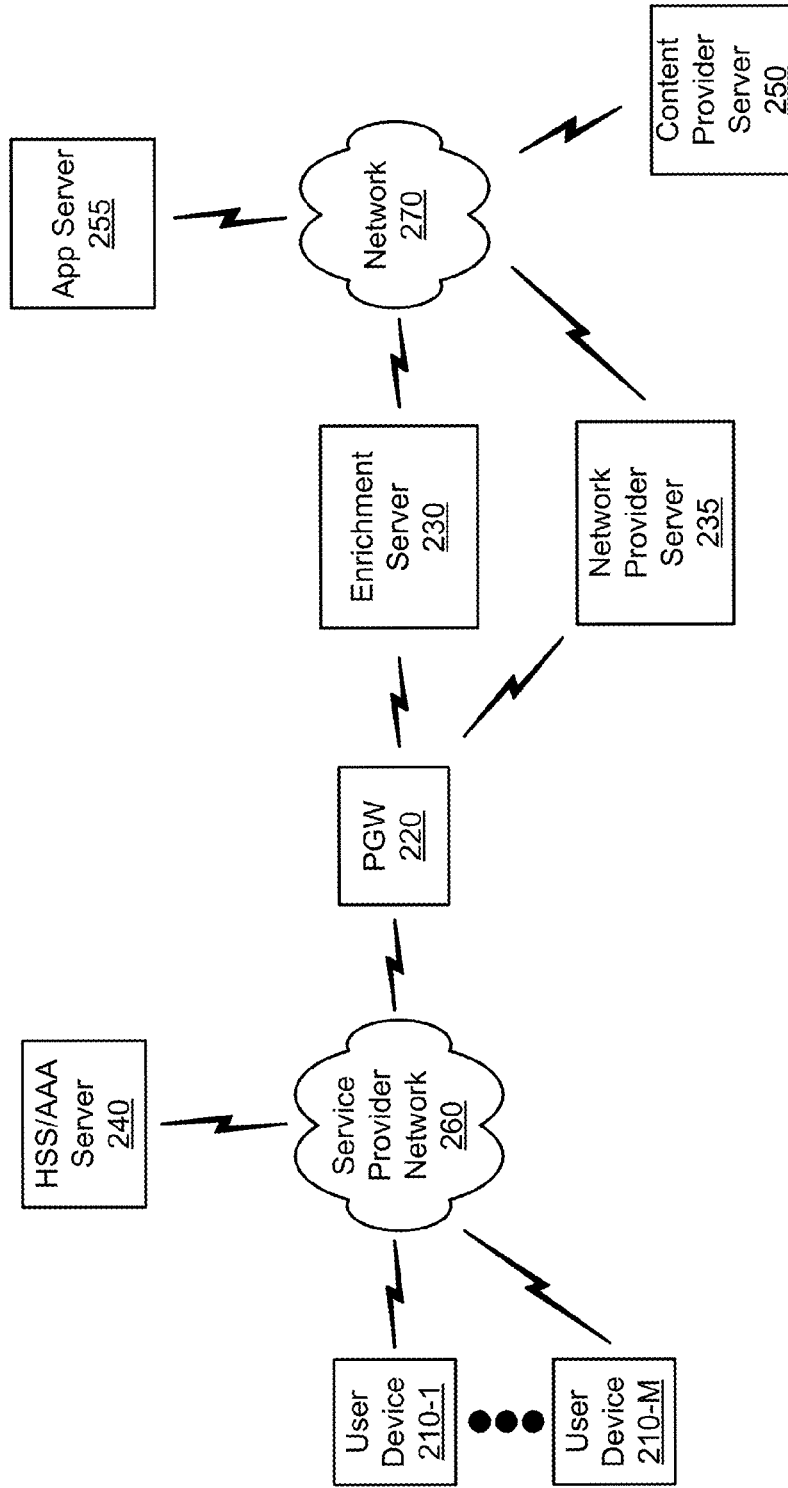 HSS/AAA
Server
240
App Server
255
User
Device
210-1
User
Device
210-M
Service
Provider
Network
260
PGW
220
Enrichment
Server
230
Network
Provider
Server
235
Network
270
Content
Provider
Server
250